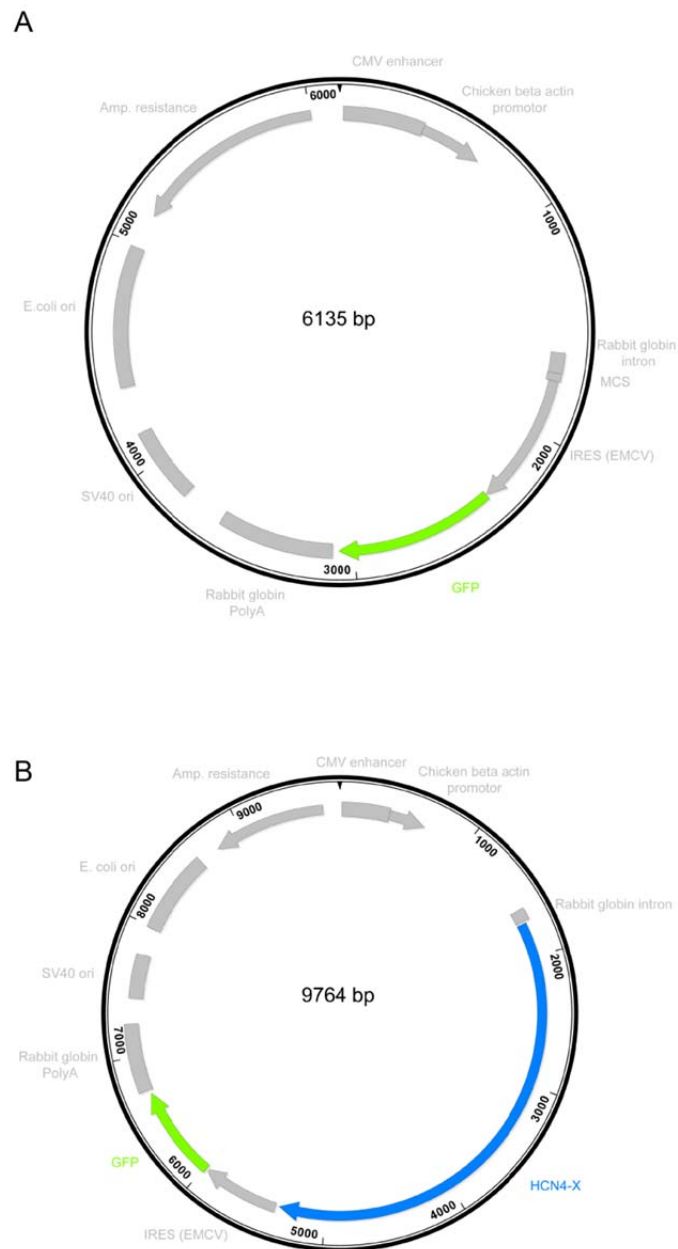 A
CMV enhancer
Chicken beta actin
promotor
Amp. resistance
6000
1000
5000
E.coli ori
6135 bp
Rabbit globin
intron
MCS
2000
IRES (EMCV)
4000
SV40 ori
3000
Rabbit globin
PolyA
GFP
B
CMV enhancer
Chicken beta actin
promotor
Amp. resistance
9000
1000
E. coli ori
8000
Rabbit globin intron
2000
SV40 ori
9764 bp
7000
Rabbit globin
PolyA
3000
GFP
6000
HCN4-X
4000
5000
IRES (EMCV)